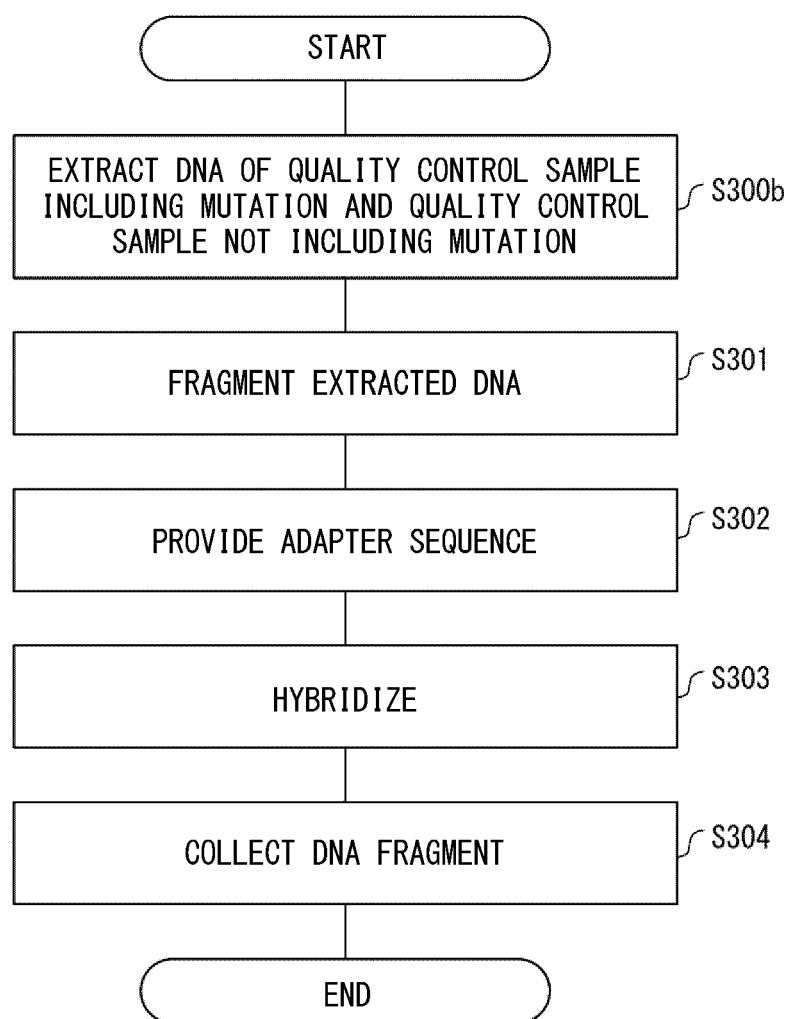 START
EXTRACT DNA OF QUALITY CONTROL SAMPLE
INCLUDING MUTATION AND QUALITY CONTROL
SAMPLE NOT INCLUDING MUTATION
S300b
FRAGMENT EXTRACTED DNA
S301
PROVIDE ADAPTER SEQUENCE
S302
HYBRIDIZE
S303
COLLECT DNA FRAGMENT
S304
END